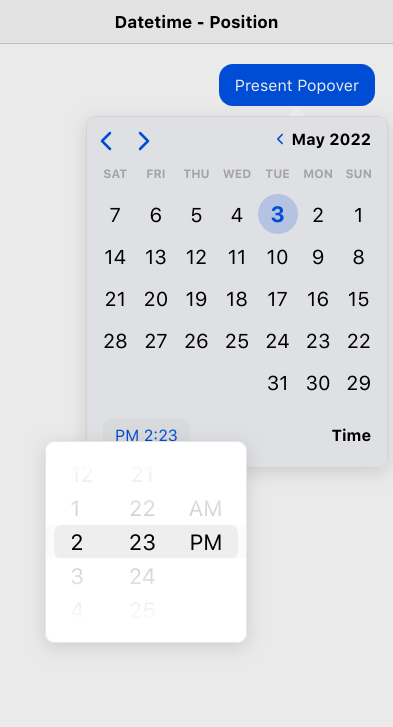 Datetime - Position
Present Popover
May 2022
SAT FRI THU WED TUE MON SUN
7 6 5 4 3 2 1
14 13 12 11 10 9 8
21 20 19 18 17 16 15
28 27 26 25 24 23 22
31 30 29
PM 2:23 Time
12 21
1 22 AM
2 23 PM
3 24
4 25